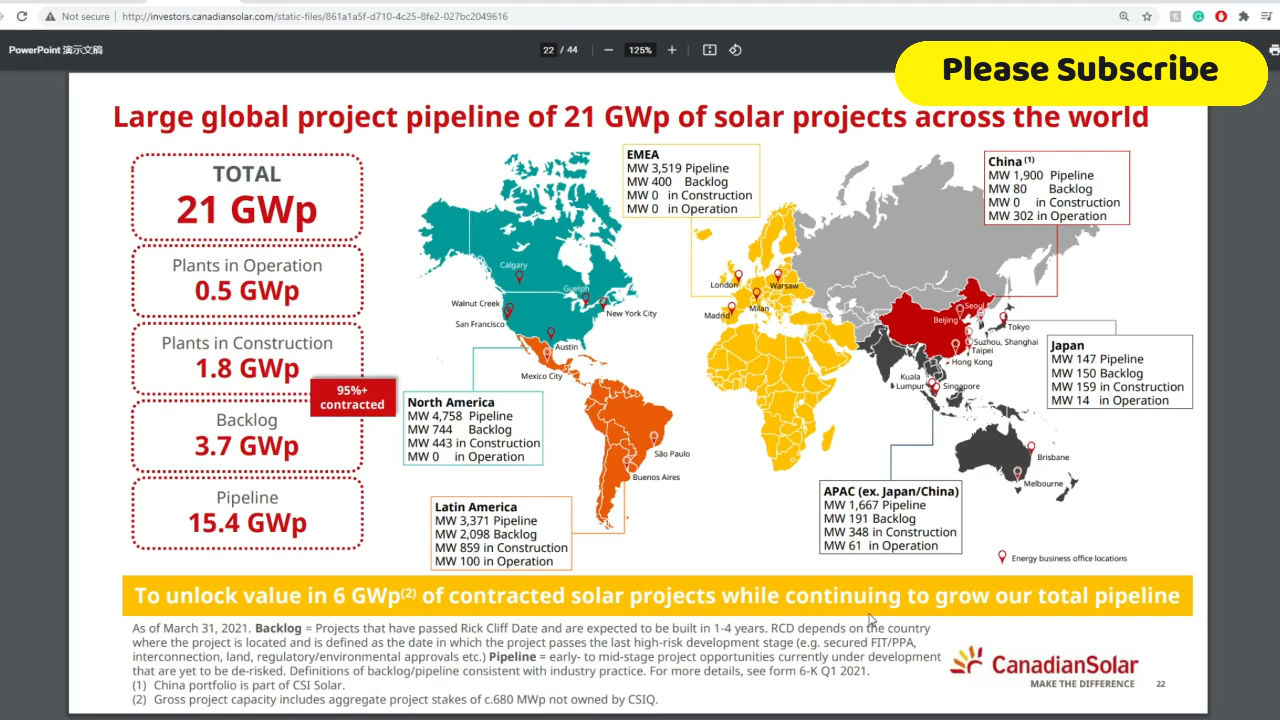 Not secure
http://investors.canadiansolar.com/static-files/861a1a5f-d710-4c25-8fe2-027bc2049616
PowerPoint 演示文稿
22 / 44
125%
Please Subscribe
Large global project pipeline of 21 GWp of solar projects across the world
TOTAL
21 GWp
Plants in Operation
0.5 GWp
Plants in Construction
1.8 GWp
95%+
contracted
Backlog
3.7 GWp
Pipeline
15.4 GWp
EMEA
MW 3,519 Pipeline
MW 400 Backlog
MW 0 in Construction
MW 0 in Operation
China (1)
MW 1,900 Pipeline
MW 80 Backlog
MW 0 in Construction
MW 302 in Operation
Calgary
Guelph
Walnut Creek
New York City
San Francisco
Austin
Mexico City
London
Warsaw
Milan
Madrid
Seoul
Beijing
Tokyo
Suzhou, Shanghai
Taipei
Hong Kong
Kuala
Lumpur
Singapore
Japan
MW 147 Pipeline
MW 150 Backlog
MW 159 in Construction
MW 14 in Operation
North America
MW 4,758 Pipeline
MW 744 Backlog
MW 443 in Construction
MW 0 in Operation
São Paulo
Buenos Aires
Brisbane
Melbourne
Latin America
MW 3,371 Pipeline
MW 2,098 Backlog
MW 859 in Construction
MW 100 in Operation
APAC (ex. Japan/China)
MW 1,667 Pipeline
MW 191 Backlog
MW 348 in Construction
MW 61 in Operation
Energy business office locations
To unlock value in 6 GWp(2) of contracted solar projects while continuing to grow our total pipeline
As of March 31, 2021. Backlog = Projects that have passed Rick Cliff Date and are expected to be built in 1-4 years. RCD depends on the country
where the project is located and is defined as the date in which the project passes the last high-risk development stage (e.g. secured FIT/PPA,
interconnection, land, regulatory/environmental approvals etc.) Pipeline = early- to mid-stage project opportunities currently under development
that are yet to be de-risked. Definitions of backlog/pipeline consistent with industry practice. For more details, see form 6-K Q1 2021.
(1) China portfolio is part of CSI Solar.
(2) Gross project capacity includes aggregate project stakes of c.680 MWp not owned by CSIQ.
CanadianSolar
MAKE THE DIFFERENCE
22